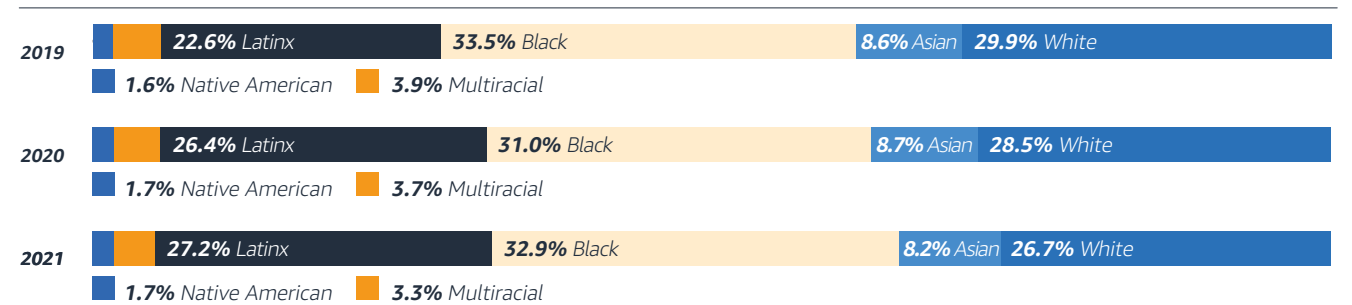 2019 22.6% Latinx 33.5% Black 8.6% Asian 29.9% White
1.6% Native American 3.9% Multiracial
2020 26.4% Latinx 31.0% Black 8.7% Asian 28.5% White
1.7% Native American 3.7% Multiracial
2021 27.2% Latinx 32.9% Black 8.2% Asian 26.7% White
1.7% Native American 3.3% Multiracial